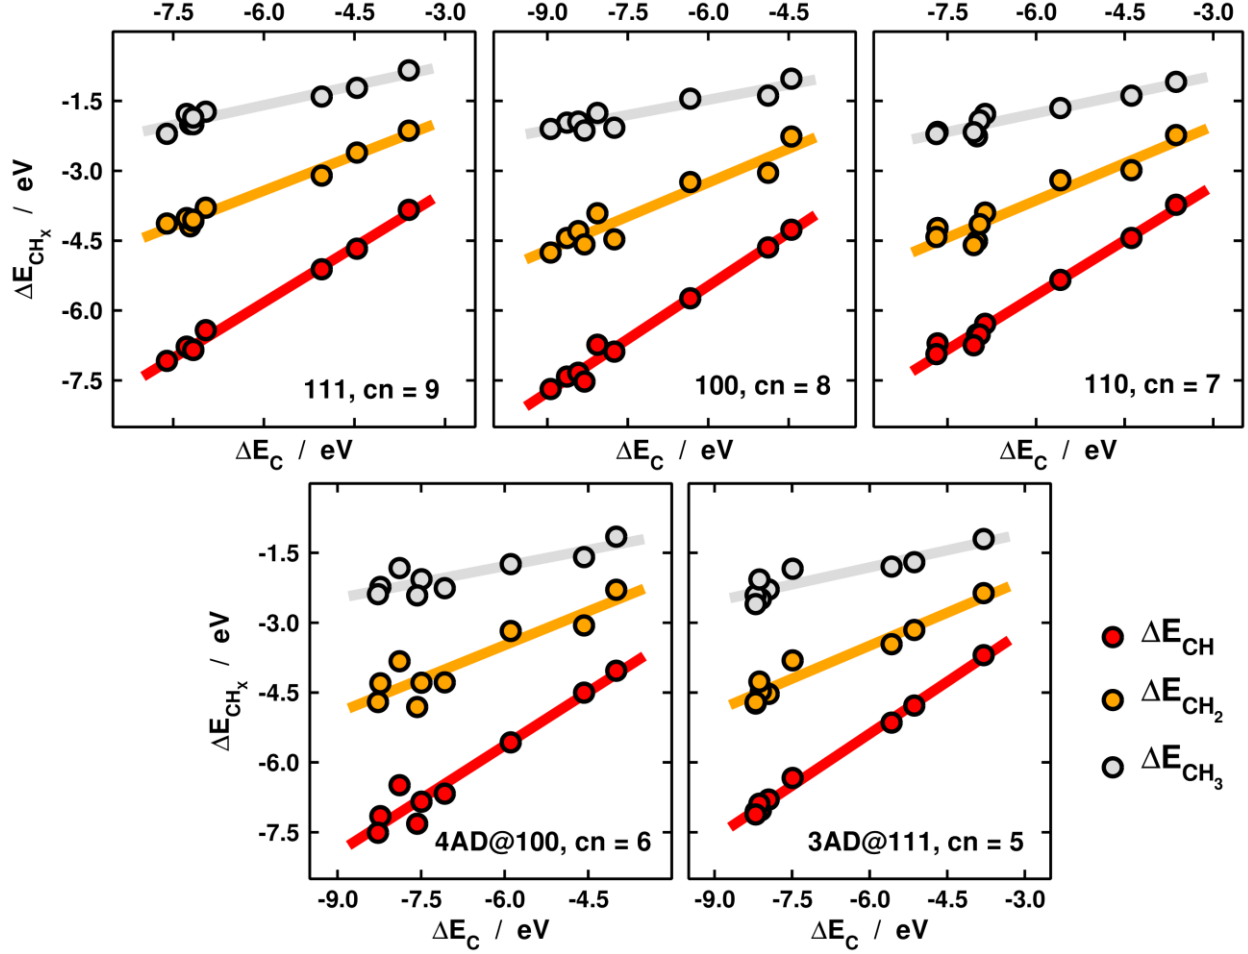 -7.5 -6.0 -4.5 -3.0
-9.0 -7.5 -6.0 -4.5
-7.5 -6.0 -4.5 -3.0
-1.5
-3.0
-4.5
-6.0
-7.5
ΔE_CHX / eV
111, cn = 9
100, cn = 8
110, cn = 7
ΔE_C / eV
ΔE_C / eV
ΔE_C / eV
-1.5
-3.0
-4.5
-6.0
-7.5
ΔE_CHX / eV
4AD@100, cn = 6
3AD@111, cn = 5
-9.0 -7.5 -6.0 -4.5
-9.0 -7.5 -6.0 -4.5 -3.0
ΔE_C / eV
ΔE_C / eV
ΔE_CH
ΔE_CH2
ΔE_CH3